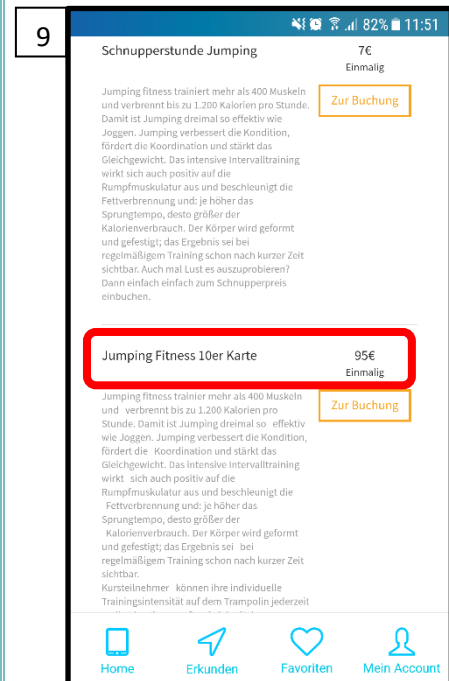 9
82% 11:51
Schnupperstunde Jumping 7€
Einmalig
Jumping fitness trainiert mehr als 400 Muskeln
und verbrennt bis zu 1.200 Kalorien pro Stunde.
Zur Buchung
Damit ist Jumping dreimal so effektiv wie
Joggen. Jumping verbessert die Kondition,
fördert die Koordination und stärkt das
Gleichgewicht. Das intensive Intervalltraining
wirkt sich auch positiv auf die
Rumpfmuskulatur aus und beschleunigt die
Fettverbrennung und: je höher das
Sprungtempo, desto größer der
Kalorienverbrauch. Der Körper wird geformt
und gefestigt; das Ergebnis sei bei
regelmäßigem Training schon nach kurzer Zeit
sichtbar. Auch mal Lust es auszuprobieren?
Dann einfach einfach zum Schnupperpreis
einbuchen.
Jumping Fitness 10er Karte 95€
Einmalig
Jumping fitness trainier mehr als 400 Muskeln
und verbrennt bis zu 1.200 Kalorien pro
Zur Buchung
Stunde. Damit ist Jumping dreimal so effektiv
wie Joggen. Jumping verbessert die Kondition,
fördert die Koordination und stärkt das
Gleichgewicht. Das intensive Intervalltraining
wirkt sich auch positiv auf die
Rumpfmuskulatur aus und beschleunigt die
Fettverbrennung und: je höher das
Sprungtempo, desto größer der
Kalorienverbrauch. Der Körper wird geformt
und gefestigt; das Ergebnis sei bei
regelmäßigem Training schon nach kurzer Zeit
sichtbar.
Kursteilnehmer können ihre individuelle
Trainingsintensität auf dem Trampolin jederzeit
Home Erkunden Favoriten Mein Account